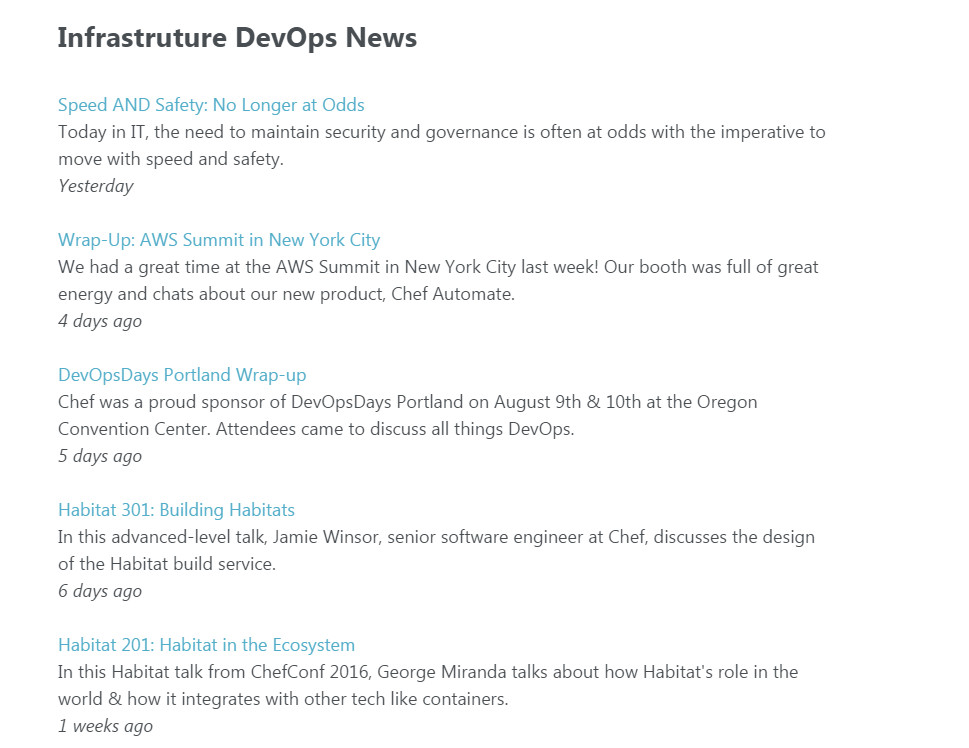 Infrastruture DevOps News
Speed AND Safety: No Longer at Odds
Today in IT, the need to maintain security and governance is often at odds with the imperative to
move with speed and safety.
Yesterday
Wrap-Up: AWS Summit in New York City
We had a great time at the AWS Summit in New York City last week! Our booth was full of great
energy and chats about our new product, Chef Automate.
4 days ago
DevOpsDays Portland Wrap-up
Chef was a proud sponsor of DevOpsDays Portland on August 9th & 10th at the Oregon
Convention Center. Attendees came to discuss all things DevOps.
5 days ago
Habitat 301: Building Habitats
In this advanced-level talk, Jamie Winsor, senior software engineer at Chef, discusses the design
of the Habitat build service.
6 days ago
Habitat 201: Habitat in the Ecosystem
In this Habitat talk from ChefConf 2016, George Miranda talks about how Habitat's role in the
world & how it integrates with other tech like containers.
1 weeks ago